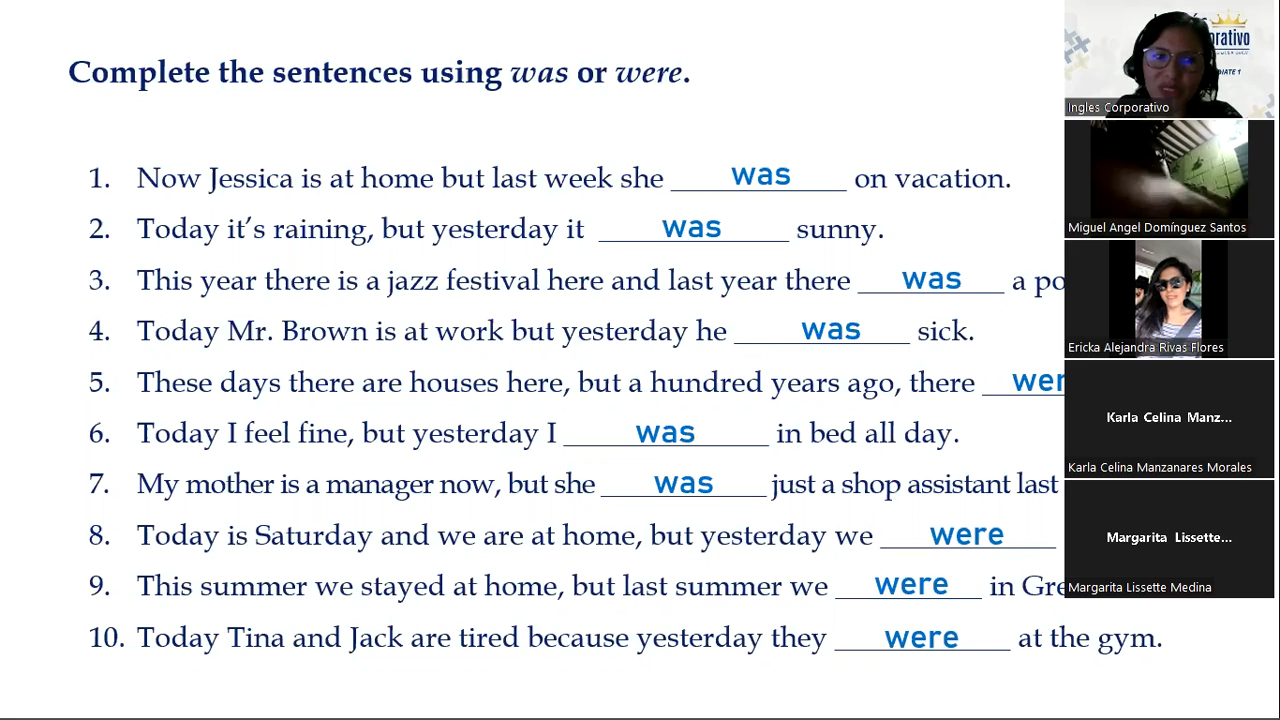 Complete the sentences using was or were.
1. Now Jessica is at home but last week she was on vacation.
2. Today it's raining, but yesterday it was sunny.
3. This year there is a jazz festival here and last year there was a
4. Today Mr. Brown is at work but yesterday he was sick.
5. These days there are houses here, but a hundred years ago, there
6. Today I feel fine, but yesterday I was in bed all day.
7. My mother is a manager now, but she was just a shop assistant last
8. Today is Saturday and we are at home, but yesterday we were
9. This summer we stayed at home, but last summer we were in
10. Today Tina and Jack are tired because yesterday they were at the gym.
Ingles Corporativo
Miguel Angel Domínguez Santos
Ericka Alejandra Rivas Flores
Karla Celina Manz...
Karla Celina Manzanares Morales
Margarita Lissette...
Margarita Lissette Medina